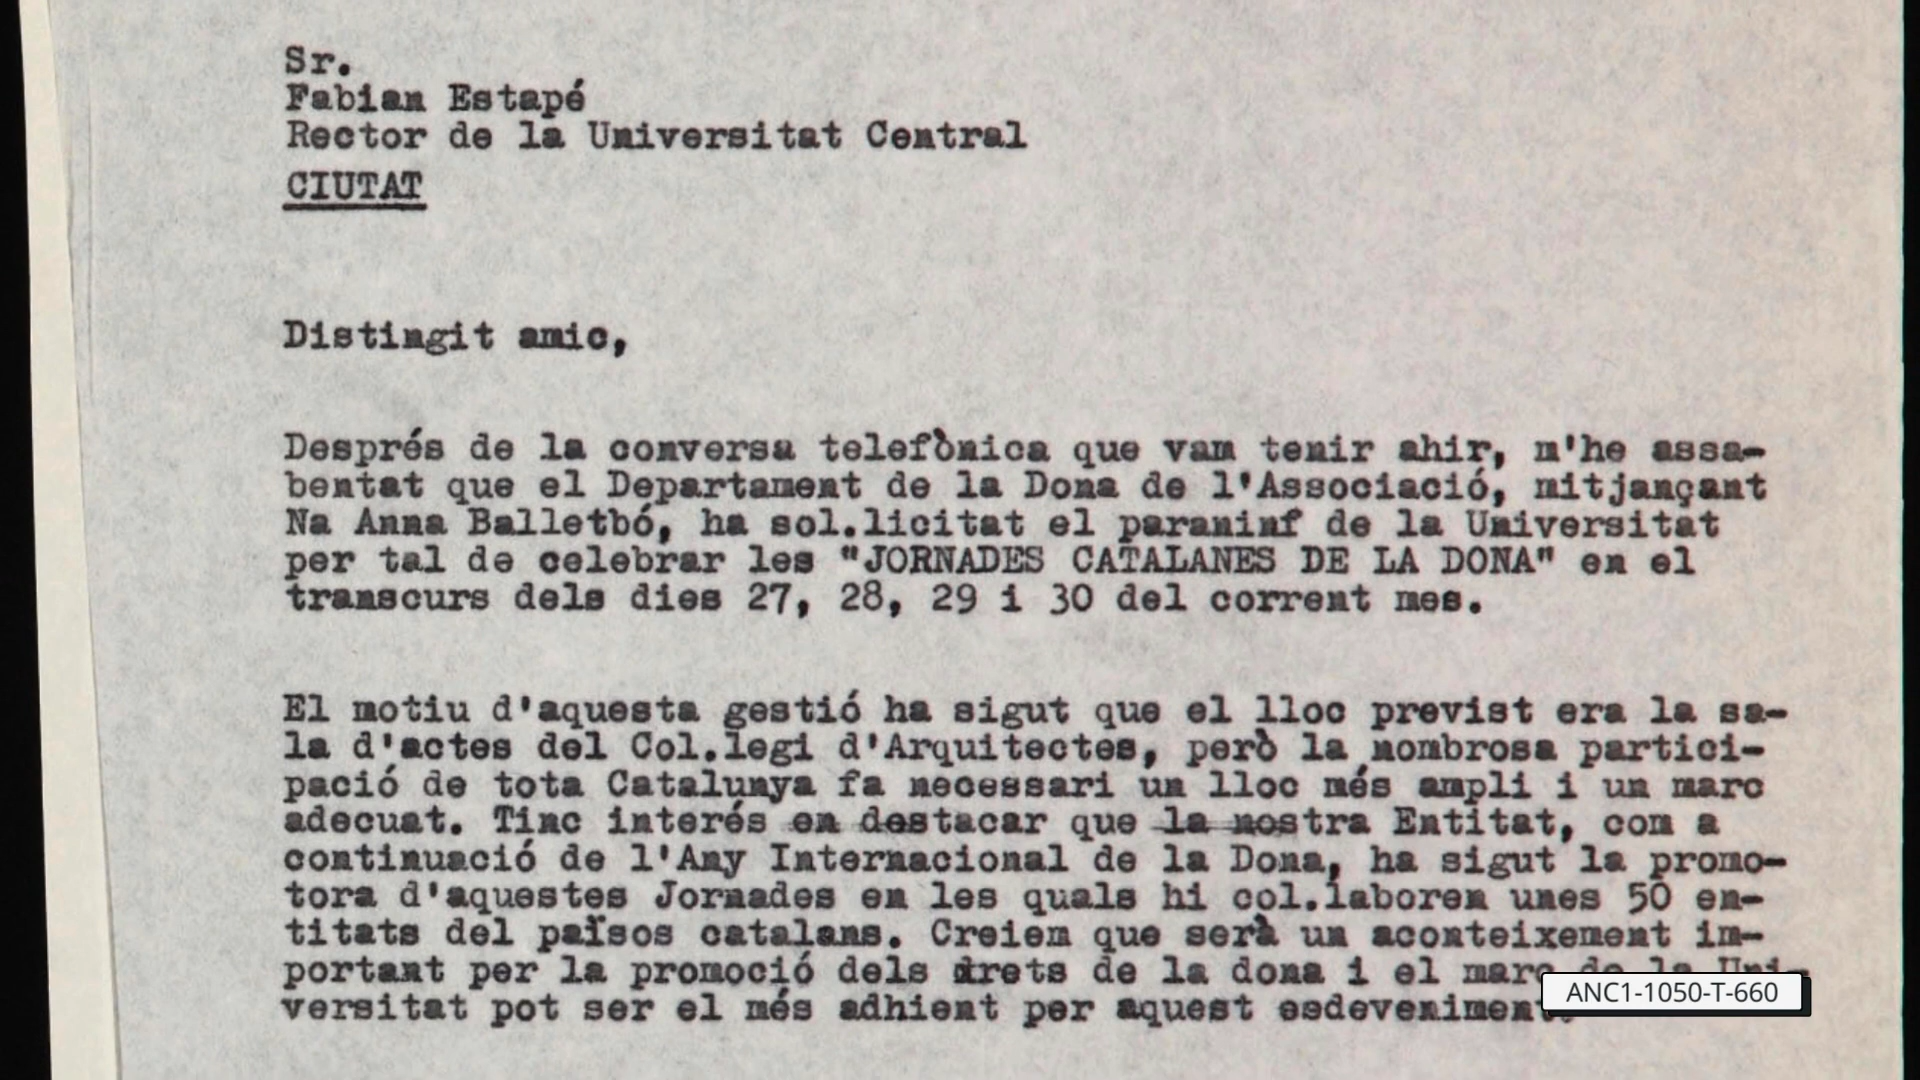 Sr.
Fabian Estapé
Rector de la Universitat Central
CIUTAT
Distingit amic,
Després de la conversa telefònica que vam tenir ahir, m'he assa-
bentat que el Departament de la Dona de l'Associació, mitjançant
Na Anna Balletbó, ha sol.licitat el paraninf de la Universitat
per tal de celebrar les "JORNADES CATALANES DE LA DONA" en el
transcurs dels dies 27, 28, 29 i 30 del corrent mes.
El motiu d'aquesta gestió ha sigut que el lloc previst era la sa-
la d'actes del Col.legi d'Arquitectes, però la nombrosa partici-
pació de tota Catalunya fa necessari un lloc més ampli i un marc
adecuat. Tinc interés en destacar que la nostra Entitat, com a
continuació de l'Any Internacional de la Dona, ha sigut la promo-
tora d'aquestes Jornades en les quals hi col.laboren unes 50 en-
titats del països catalans. Creiem que serà un aconteixement im-
portant per la promoció dels drets de la dona i el marc de la Uni-
versitat pot ser el més adhient per aquest esdeveniment.
ANC1-1050-T-660